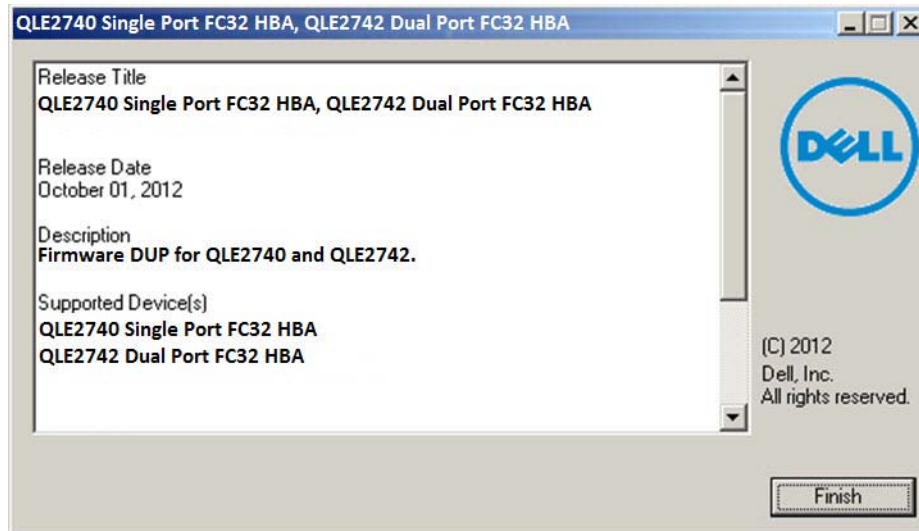 QLE2740 Single Port FC32 HBA, QLE2742 Dual Port FC32 HBA
Release Title
QLE2740 Single Port FC32 HBA, QLE2742 Dual Port FC32 HBA
Release Date
October 01, 2012
Description
Firmware DUP for QLE2740 and QLE2742.
Supported Device(s)
QLE2740 Single Port FC32 HBA
QLE2742 Dual Port FC32 HBA
DELL
(C) 2012
Dell, Inc.
All rights reserved.
Finish